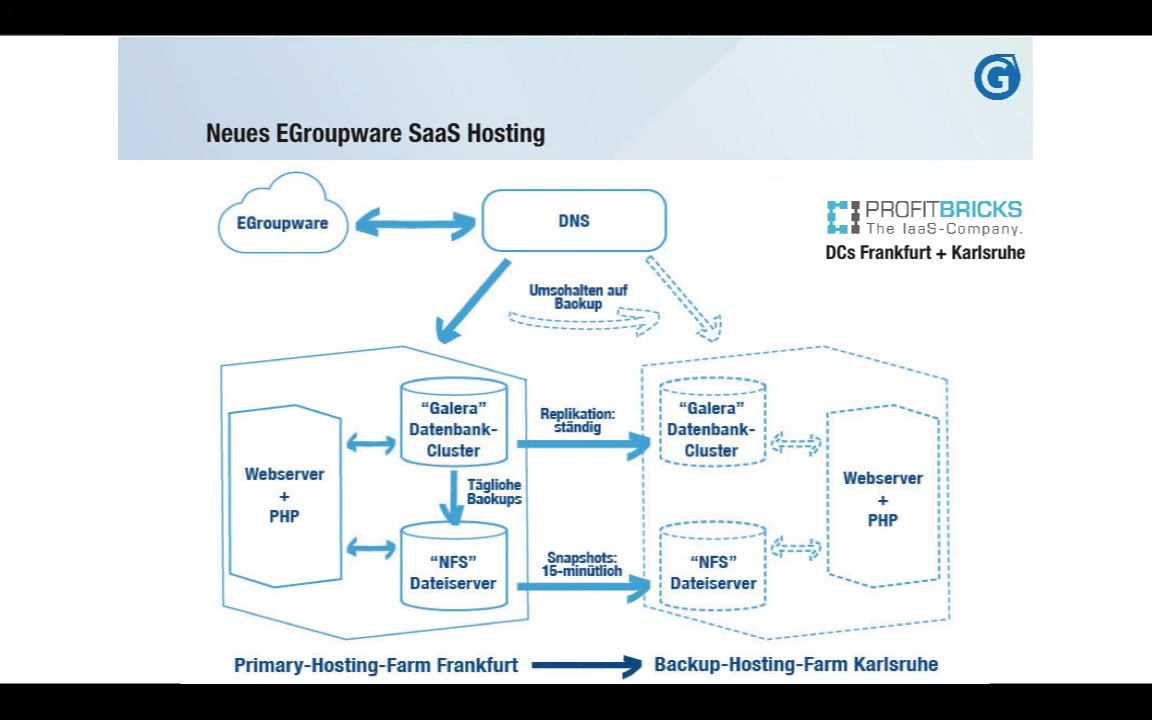 G
Neues EGroupware SaaS Hosting
EGroupware
DNS
PROFITBRICKS
The IaaS-Company.
DCs Frankfurt + Karlsruhe
Umschalten auf
Backup
“Galera”
Datenbank-
Cluster
Replikation:
ständig
“Galera”
Datenbank-
Cluster
Webserver
+
PHP
Tägliche
Backups
Webserver
+
PHP
“NFS”
Dateiserver
Snapshots:
15-minütlich
“NFS”
Dateiserver
Primary-Hosting-Farm Frankfurt
Backup-Hosting-Farm Karlsruhe